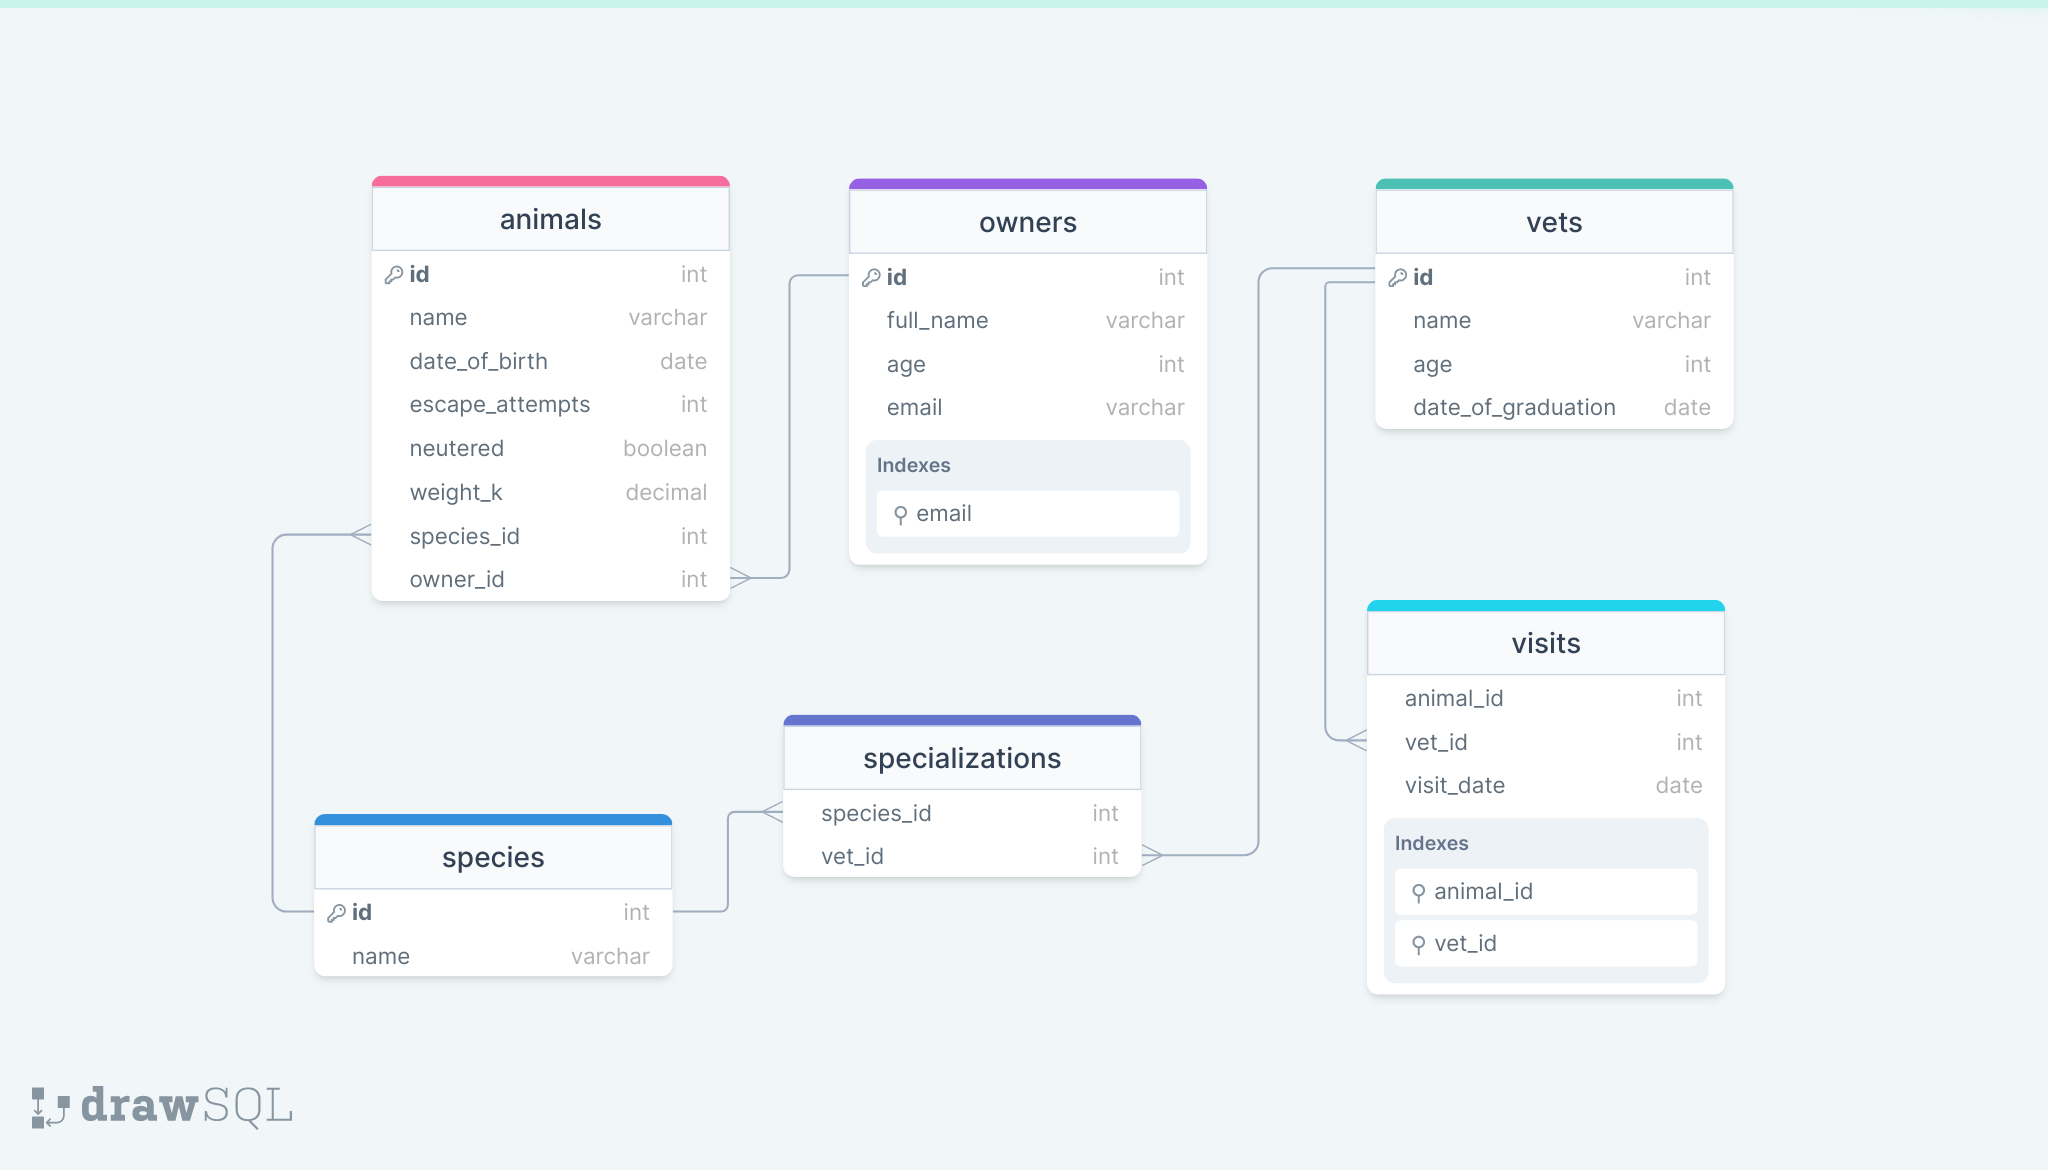 animals
id int
name varchar
date_of_birth date
escape_attempts int
neutered boolean
weight_k decimal
species_id int
owner_id int
owners
id int
full_name varchar
age int
email varchar
Indexes
email
vets
id int
name varchar
age int
date_of_graduation date
visits
animal_id int
vet_id int
visit_date date
Indexes
animal_id
vet_id
specializations
species_id int
vet_id int
species
id int
name varchar
drawSQL